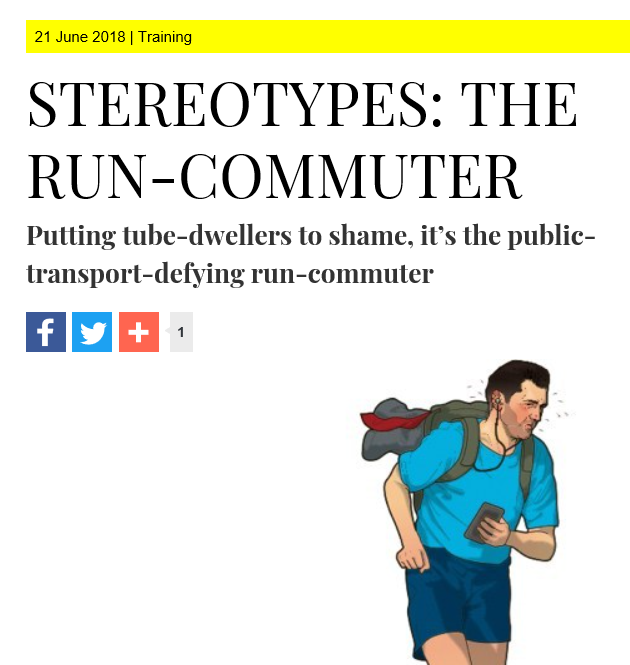 21 June 2018 | Training
STEREOTYPES: THE
RUN-COMMUTER
Putting tube-dwellers to shame, it’s the public-
transport-defying run-commuter
1